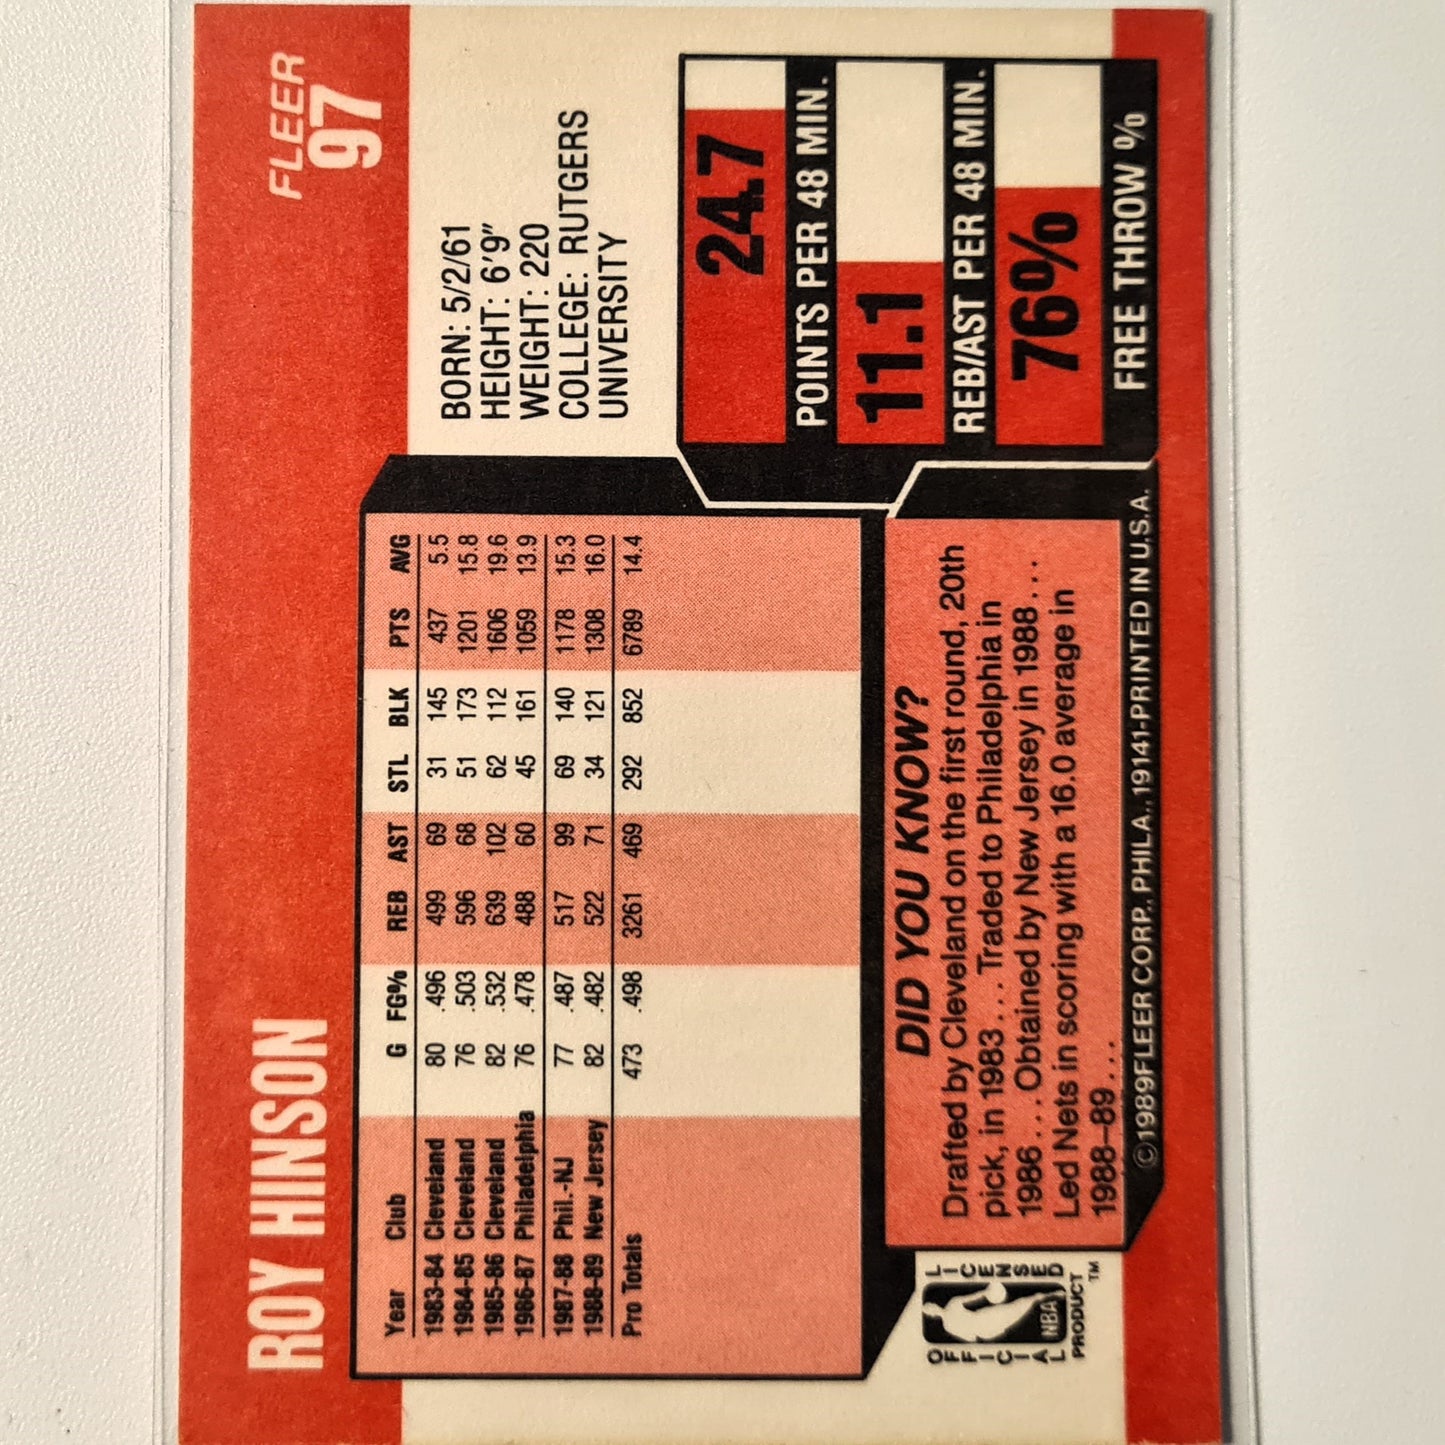 ROY HINSON
FLEER
97
BORN: 5/2/61
HEIGHT: 6'9"
WEIGHT: 220
COLLEGE: RUTGERS
UNIVERSITY
Year Club G FG% REB AST STL BLK PTS AVG
1983-84 Cleveland 80 .496 499 69 31 145 437 5.5
1984-85 Cleveland 76 .503 596 68 51 173 1201 15.8
1985-86 Cleveland 82 .532 639 102 62 112 1606 19.6
1986-87 Philadelphia 76 .478 488 60 45 161 1059 13.9
1987-88 Phil.-NJ 77 .487 517 99 69 140 1178 15.3
1988-89 New Jersey 82 .482 522 71 34 121 1308 16.0
Pro Totals 473 .498 3261 469 292 852 6789 14.4
24.7
POINTS PER 48 MIN.
11.1
REB/AST PER 48 MIN.
76%
FREE THROW %
DID YOU KNOW?
Drafted by Cleveland on the first round, 20th
pick, in 1983 . . . Traded to Philadelphia in
1986 . . . Obtained by New Jersey in 1988 . . .
Led Nets in scoring with a 16.0 average in
1988–89 . . .
OFFICIAL LICENSED
NBA
PRODUCT TM
©1989 FLEER CORP., PHILA., 19141-PRINTED IN U.S.A.